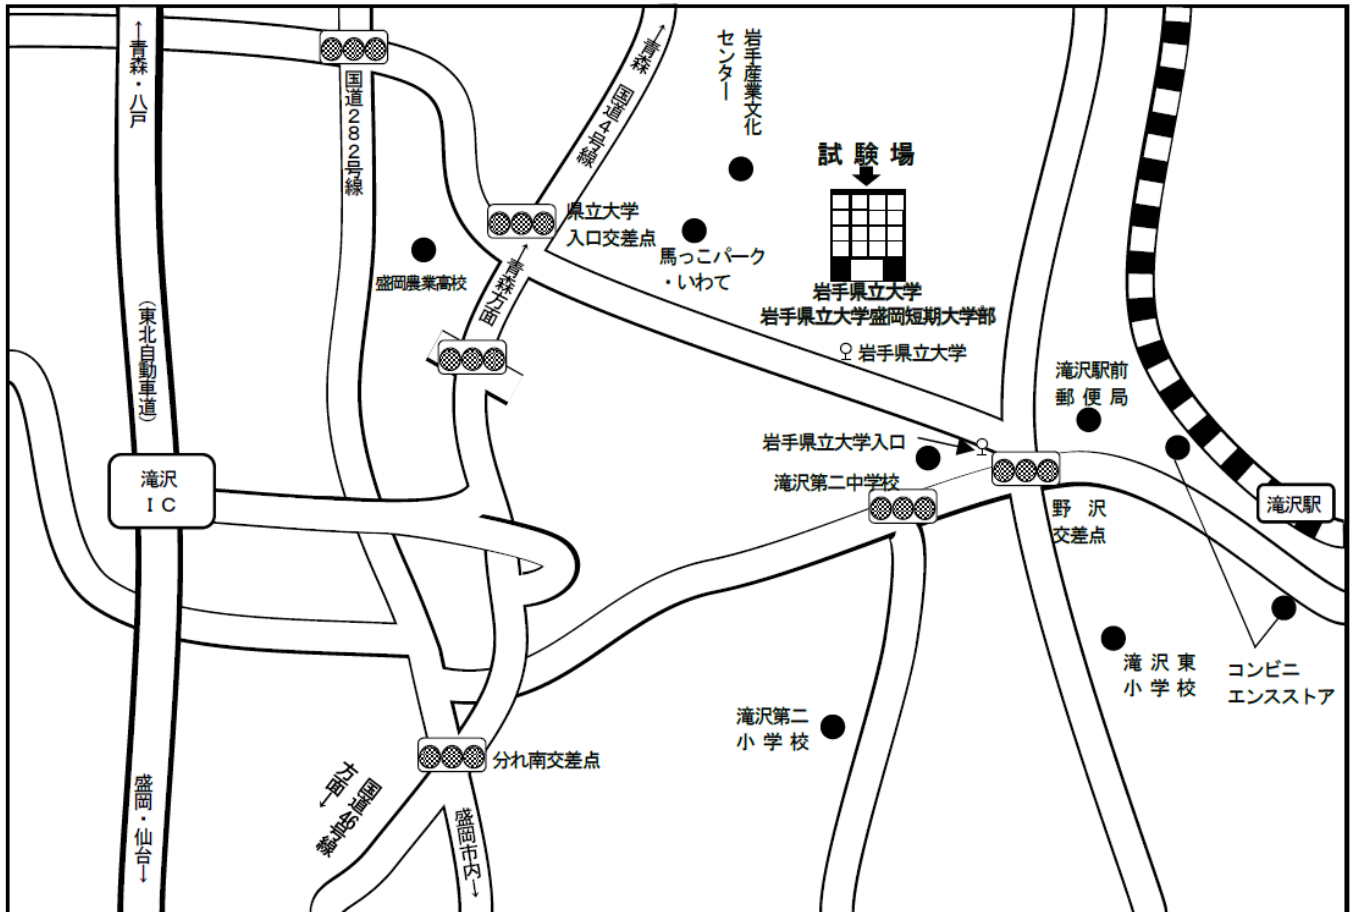 ←青森・八戸
国道282号線
←青森 国道4号線
岩手産業文化
センター
試験場
県立大学
入口交差点
馬っこパーク
・いわて
盛岡農業高校
←青森方面
岩手県立大学
岩手県立大学盛岡短期大学部
岩手県立大学
(東北自動車道)
滝沢駅前
郵便局
岩手県立大学入口
滝沢第二中学校
滝沢
IC
野沢
交差点
滝沢駅
滝沢東
小学校
コンビニ
エンスストア
滝沢第二
小学校
分れ南交差点
国道46号線
方面→
盛岡・仙台→
盛岡市内→